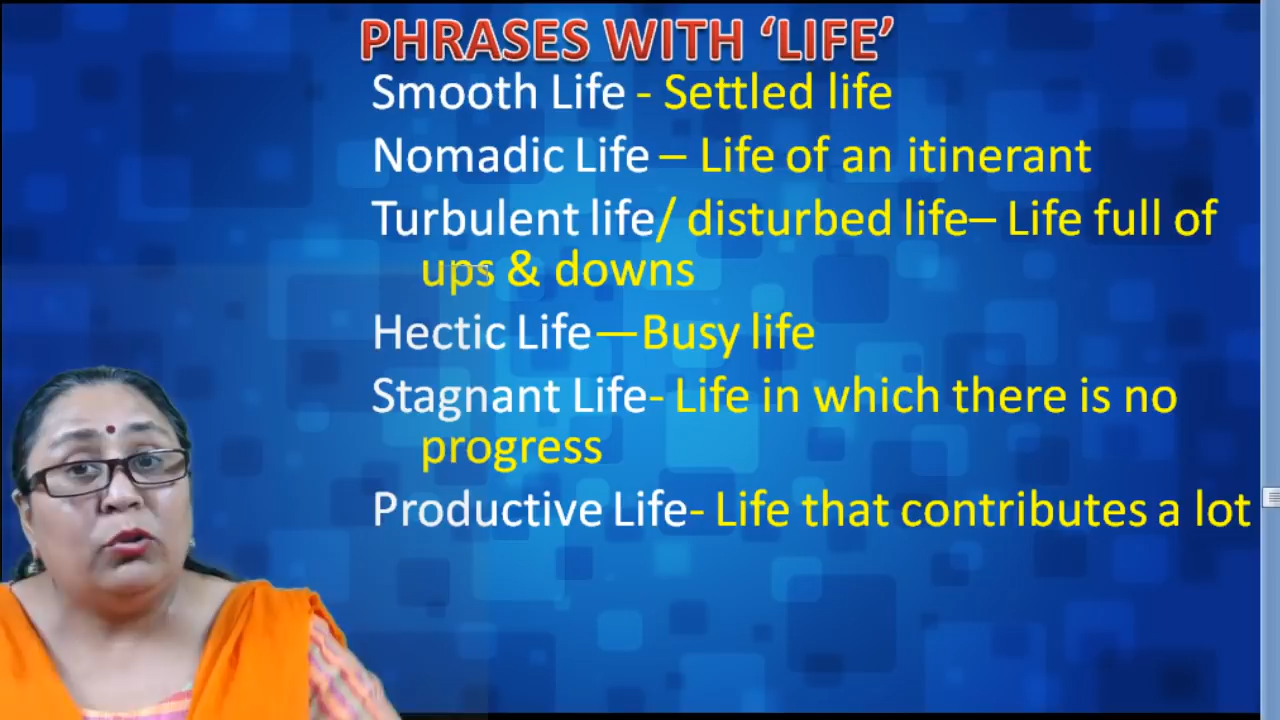 PHRASES WITH ‘LIFE’
Smooth Life - Settled life
Nomadic Life – Life of an itinerant
Turbulent life/ disturbed life– Life full of
ups & downs
Hectic Life—Busy life
Stagnant Life- Life in which there is no
progress
Productive Life- Life that contributes a lot